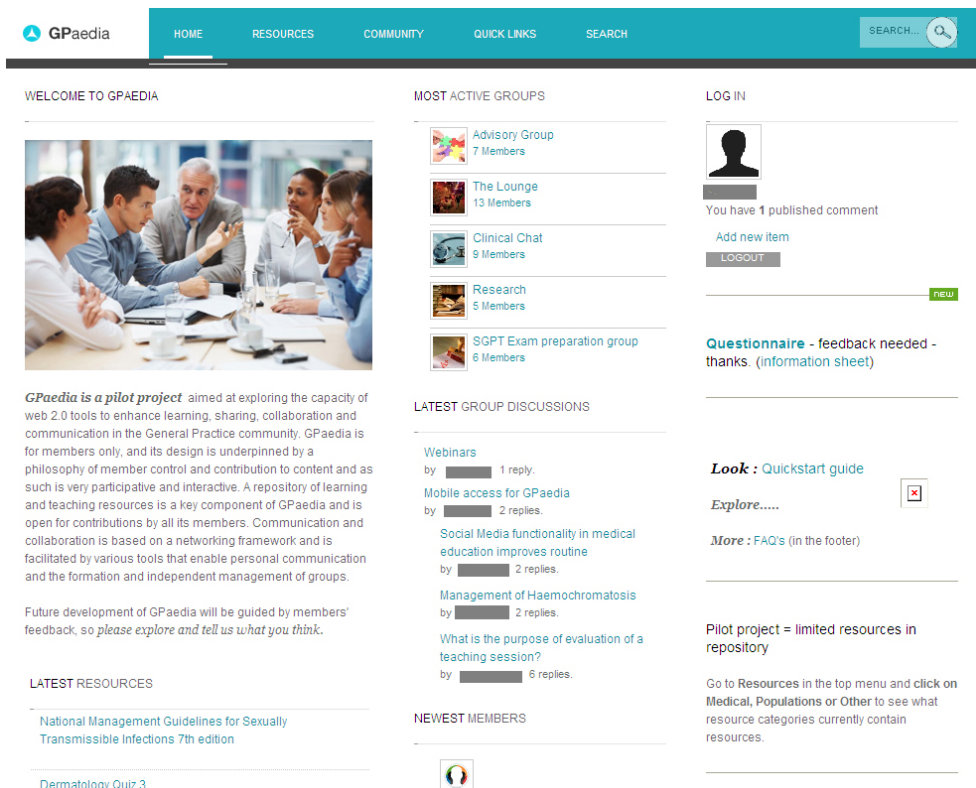 GPaedia
HOME
RESOURCES
COMMUNITY
QUICK LINKS
SEARCH
SEARCH...
WELCOME TO GPAEDIA
GPaedia is a pilot project aimed at exploring the capacity of
web 2.0 tools to enhance learning, sharing, collaboration and
communication in the General Practice community. GPaedia is
for members only, and its design is underpinned by a
philosophy of member control and contribution to content and as
such is very participative and interactive. A repository of learning
and teaching resources is a key component of GPaedia and is
open for contributions by all its members. Communication and
collaboration is based on a networking framework and is
facilitated by various tools that enable personal communication
and the formation and independent management of groups.
Future development of GPaedia will be guided by members'
feedback, so please explore and tell us what you think.
LATEST RESOURCES
National Management Guidelines for Sexually
Transmissible Infections 7th edition
Dermatology Quiz 3
MOST ACTIVE GROUPS
Advisory Group
7 Members
The Lounge
13 Members
Clinical Chat
9 Members
Research
5 Members
SGPT Exam preparation group
6 Members
LATEST GROUP DISCUSSIONS
Webinars
by 1 reply.
Mobile access for GPaedia
by 2 replies.
Social Media functionality in medical
education improves routine
by 2 replies.
Management of Haemochromatosis
by 2 replies.
What is the purpose of evaluation of a
teaching session?
by 6 replies.
NEWEST MEMBERS
LOG IN
You have 1 published comment
Add new item
LOGOUT
NEW
Questionnaire - feedback needed -
thanks. (information sheet)
Look : Quickstart guide
Explore.....
More : FAQ's (in the footer)
Pilot project = limited resources in
repository
Go to Resources in the top menu and click on
Medical, Populations or Other to see what
resource categories currently contain
resources.